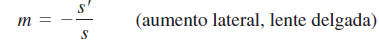 m = − s′/s (aumento lateral, lente delgada)